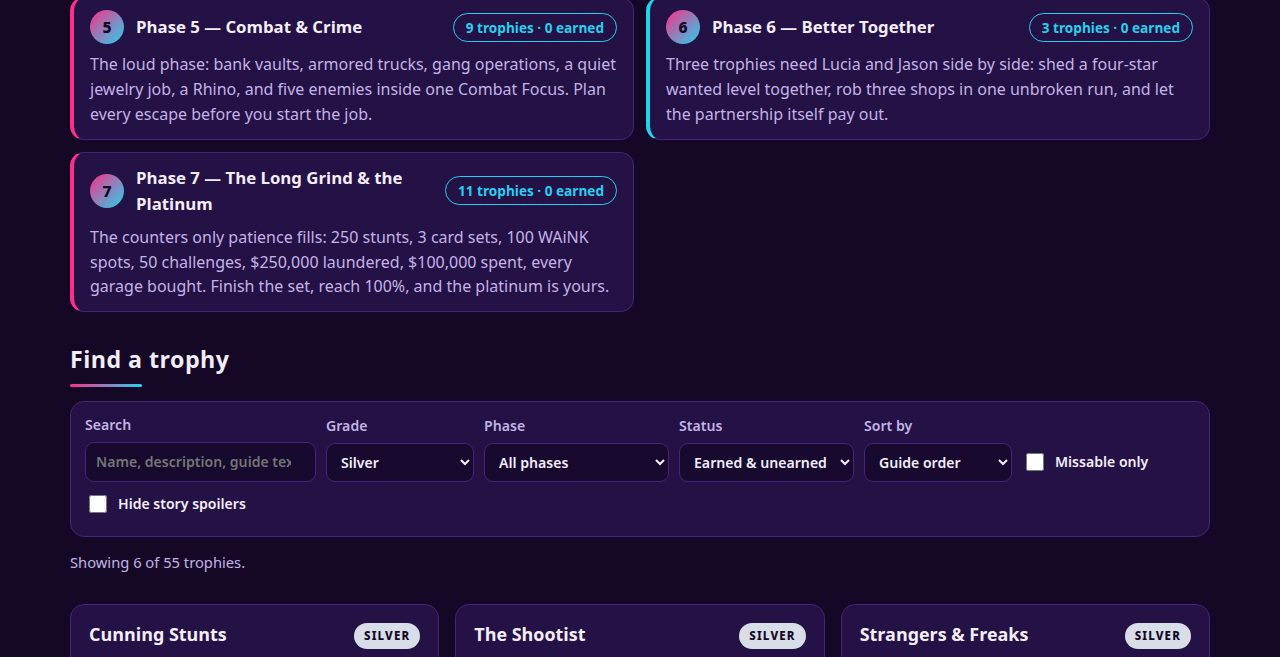 5
Phase 5 — Combat & Crime
9 trophies · 0 earned
The loud phase: bank vaults, armored trucks, gang operations, a quiet
jewelry job, a Rhino, and five enemies inside one Combat Focus. Plan
every escape before you start the job.
6
Phase 6 — Better Together
3 trophies · 0 earned
Three trophies need Lucia and Jason side by side: shed a four-star
wanted level together, rob three shops in one unbroken run, and let
the partnership itself pay out.
7
Phase 7 — The Long Grind & the
Platinum
11 trophies · 0 earned
The counters only patience fills: 250 stunts, 3 card sets, 100 WAiNK
spots, 50 challenges, $250,000 laundered, $100,000 spent, every
garage bought. Finish the set, reach 100%, and the platinum is yours.
Find a trophy
Search
Name, description, guide tex
Grade
Silver
Phase
All phases
Status
Earned & unearned
Sort by
Guide order
Missable only
Hide story spoilers
Showing 6 of 55 trophies.
Cunning Stunts
SILVER
The Shootist
SILVER
Strangers & Freaks
SILVER